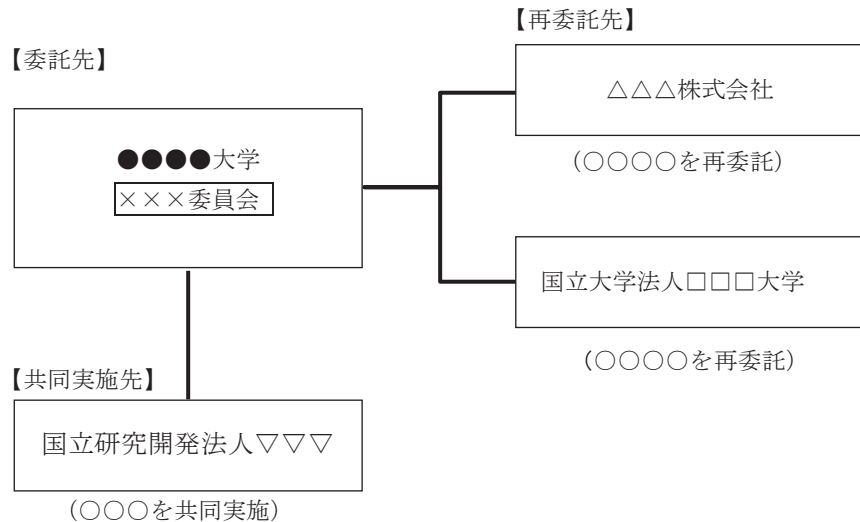 【委託先】
●●●●大学
×××委員会
【共同実施先】
国立研究開発法人▽▽▽
(○○○を共同実施)
【再委託先】
△△△株式会社
(○○○○を再委託)
国立大学法人□□□大学
(○○○○を再委託)